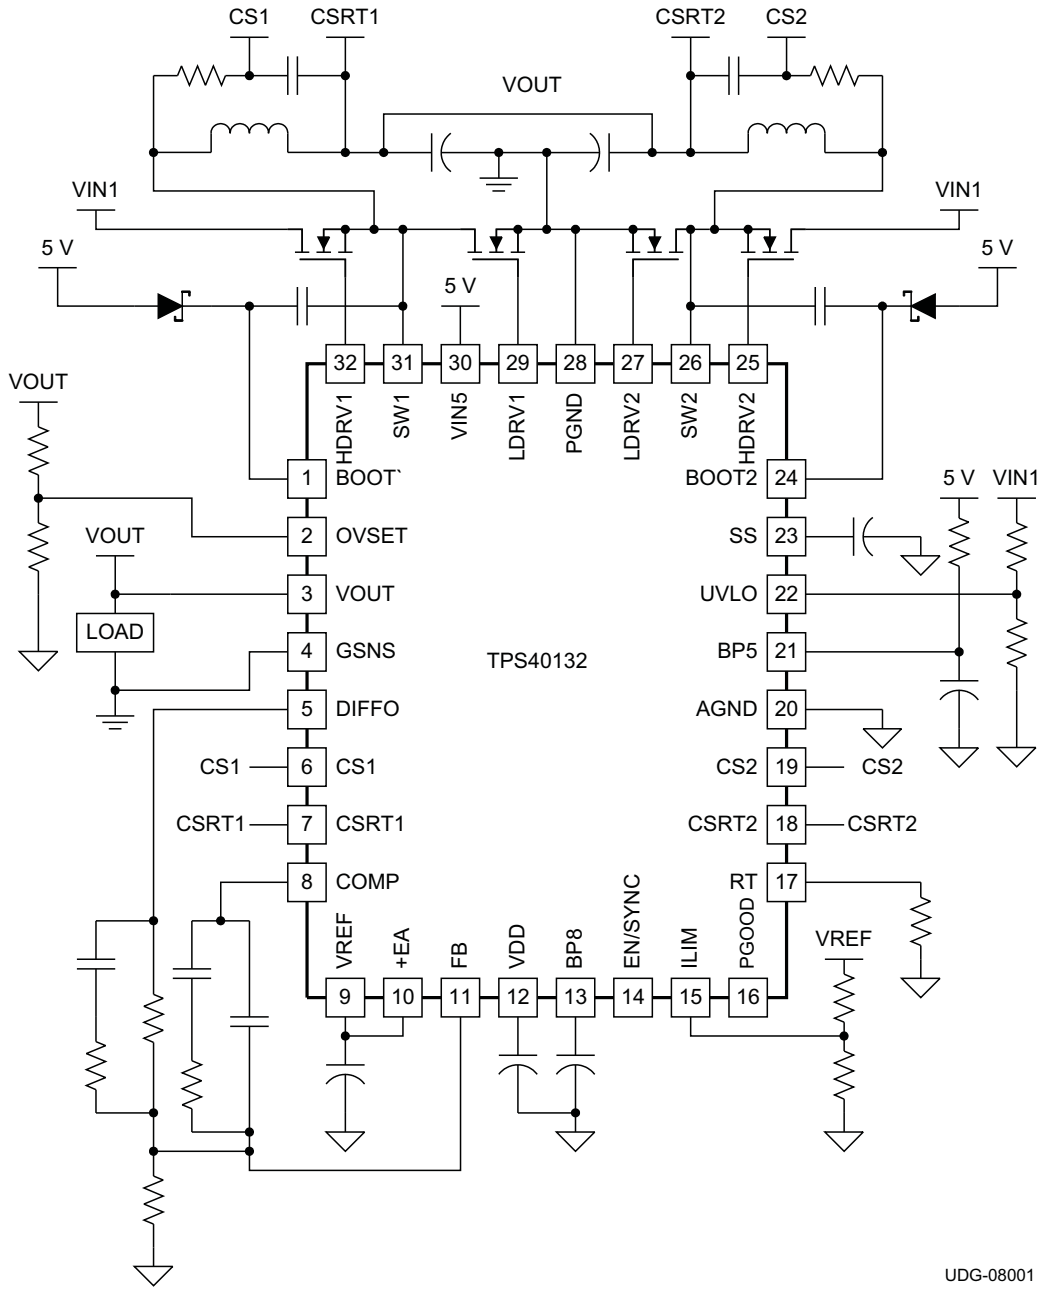 CS1 CSRT1 CSRT2 CS2
VOUT
VIN1 VIN1
5 V 5 V
5 V
32 31 30 29 28 27 26 25
HDRV1 SW1 VIN5 LDRV1 PGND LDRV2 SW2 HDRV2
VOUT
1 BOOT` BOOT2 24
5 V VIN1
VOUT
2 OVSET SS 23
3 VOUT UVLO 22
LOAD
4 GSNS BP5 21
TPS40132
5 DIFFO AGND 20
CS1 6 CS1 CS2 19 CS2
CSRT1 7 CSRT1 CSRT2 18 CSRT2
8 COMP RT 17
VREF +EA FB VDD BP8 EN/SYNC ILIM PGOOD
VREF
9 10 11 12 13 14 15 16
UDG-08001